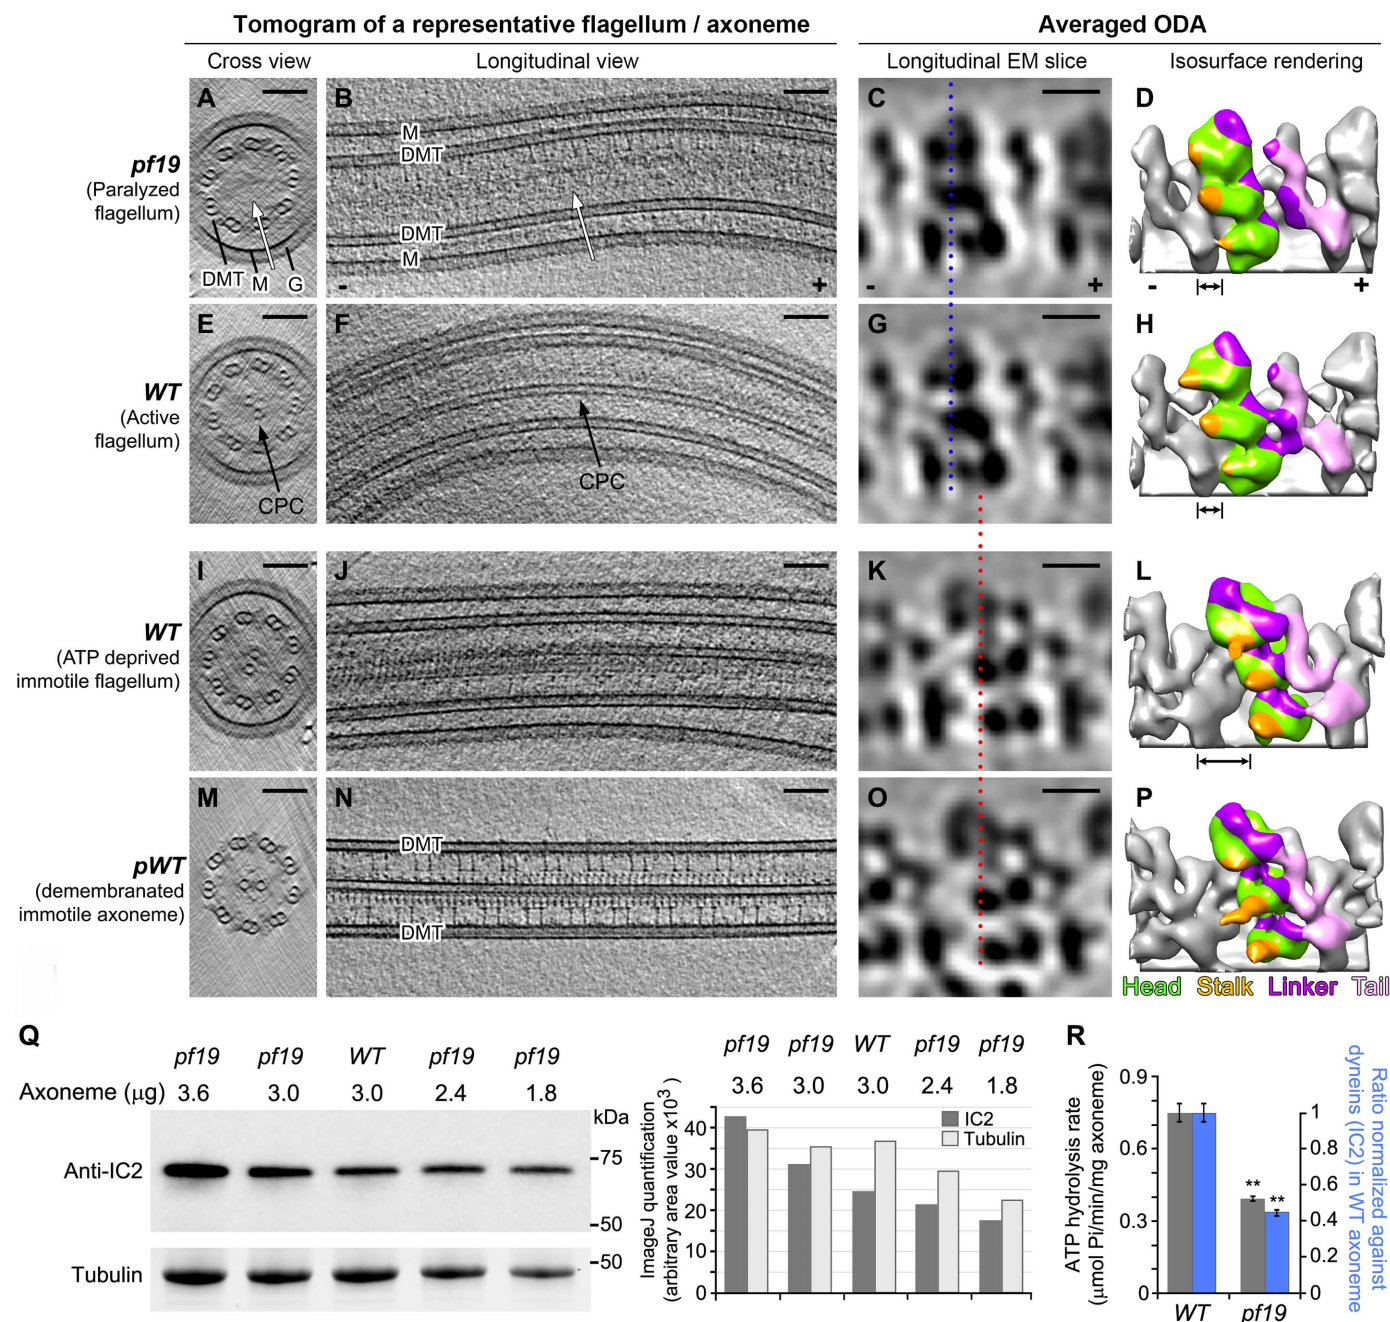 Tomogram of a representative flagellum / axoneme
Averaged ODA
Cross view
Longitudinal view
Longitudinal EM slice
Isosurface rendering
pf19
(Paralyzed
flagellum)
A
DMT
M
G
B
M
DMT
DMT
M
-
+
C
-
+
D
-
+
WT
(Active
flagellum)
E
CPC
F
CPC
G
H
WT
(ATP deprived
immotile flagellum)
I
J
K
L
pWT
(demembranated
immotile axoneme)
M
N
DMT
DMT
O
P
Head Stalk Linker Tail
Q
pf19 pf19 WT pf19 pf19
Axoneme (µg) 3.6 3.0 3.0 2.4 1.8
kDa
Anti-IC2
-75
-50
Tubulin
-50
pf19 pf19 WT pf19 pf19
3.6 3.0 3.0 2.4 1.8
ImageJ quantification
(arbitrary area value x10³)
40
30
20
10
0
IC2
Tubulin
R
ATP hydrolysis rate
(µmol Pi/min/mg axoneme)
0.9
0.6
0.3
0
**
**
1
0.8
0.6
0.4
0.2
0
Ratio normalized against
dyneins (IC2) in WT axoneme
WT pf19